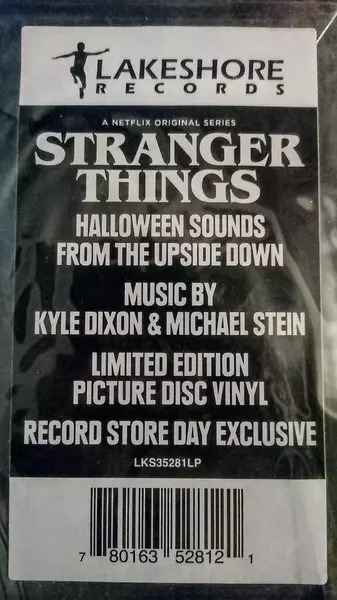 LAKESHORE
RECORDS
A NETFLIX ORIGINAL SERIES
STRANGER
THINGS
HALLOWEEN SOUNDS
FROM THE UPSIDE DOWN
MUSIC BY
KYLE DIXON & MICHAEL STEIN
LIMITED EDITION
PICTURE DISC VINYL
RECORD STORE DAY EXCLUSIVE
LKS35281LP
7 80163 52812 1